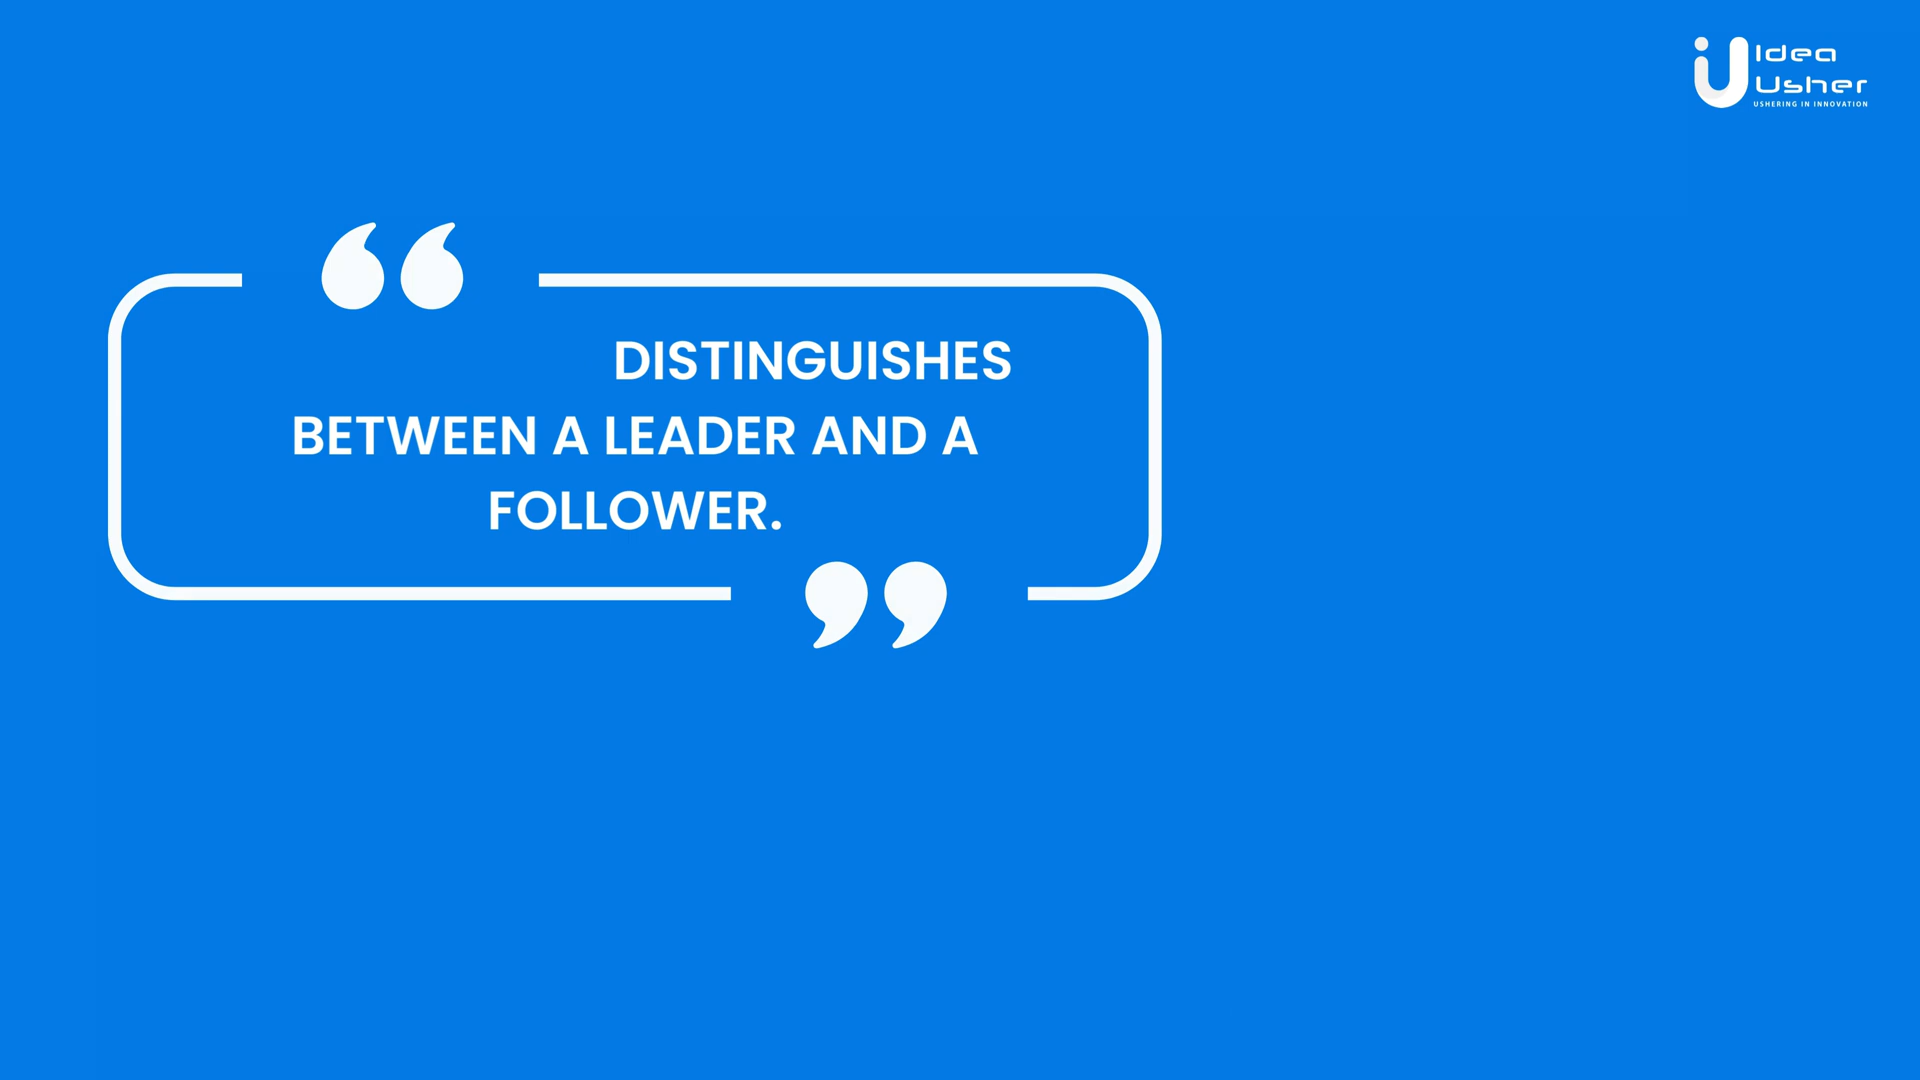 Idea
Usher
USHERING IN INNOVATION
DISTINGUISHES
BETWEEN A LEADER AND A
FOLLOWER.